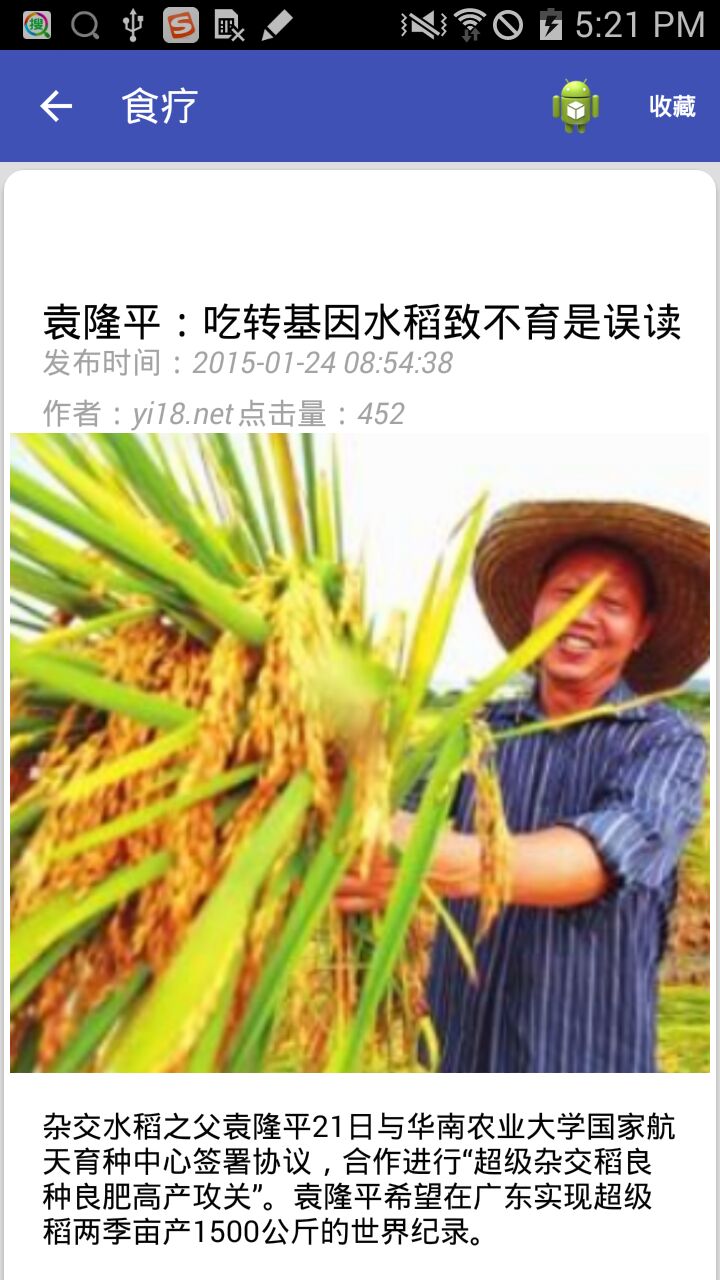 5:21 PM
食疗
收藏
袁隆平：吃转基因水稻致不育是误读
发布时间：2015-01-24 08:54:38
作者：yi18.net 点击量：452
杂交水稻之父袁隆平21日与华南农业大学国家航
天育种中心签署协议，合作进行“超级杂交稻良
种良肥高产攻关”。袁隆平希望在广东实现超级
稻两季亩产1500公斤的世界纪录。